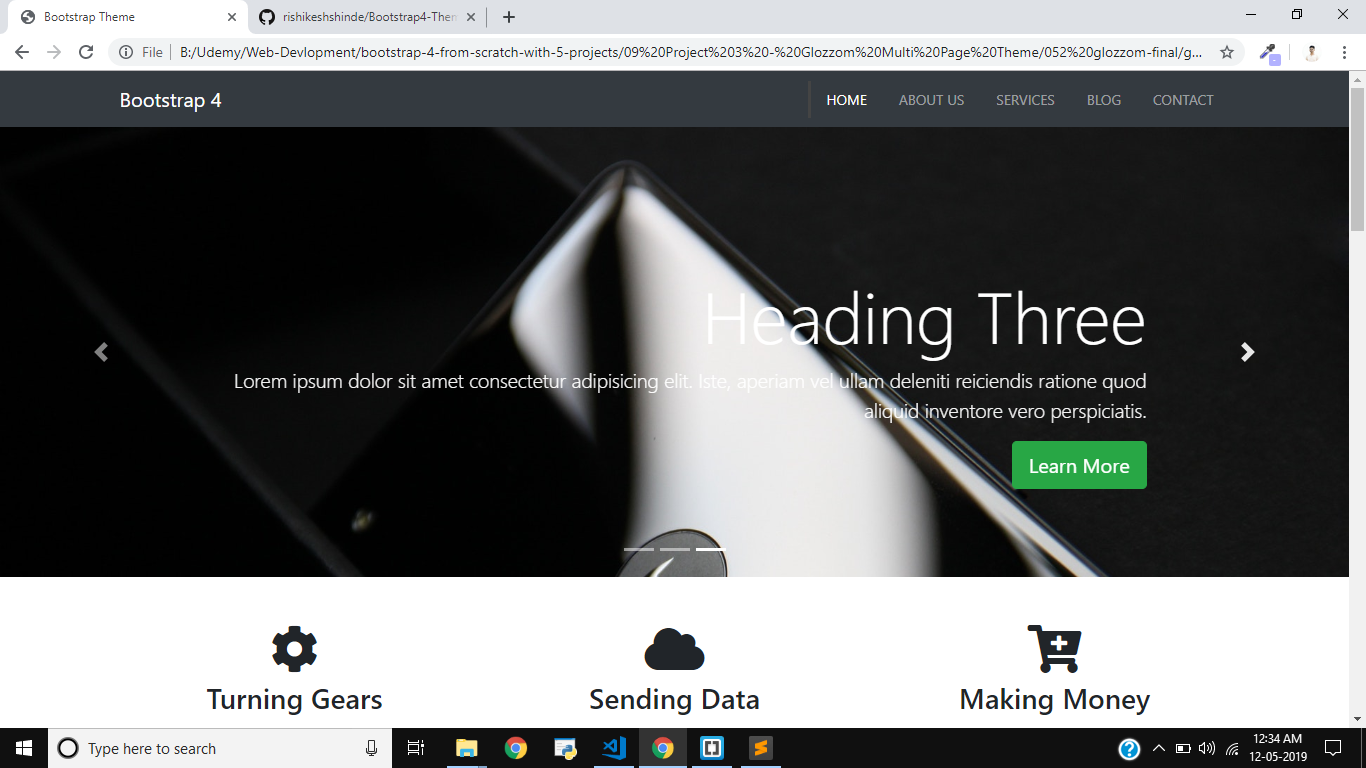 Bootstrap Theme
rishikeshshinde/Bootstrap4-Then
File
B:/Udemy/Web-Devlopment/bootstrap-4-from-scratch-with-5-projects/09%20Project%203%20-%20Glozzom%20Multi%20Page%20Theme/052%20glozzom-final/g...
Bootstrap 4
HOME ABOUT US SERVICES BLOG CONTACT
Heading Three
Lorem ipsum dolor sit amet consectetur adipisicing elit. Iste, aperiam vel ullam deleniti reiciendis ratione quod
aliquid inventore vero perspiciatis.
Learn More
Turning Gears
Sending Data
Making Money
Type here to search
12:34 AM
12-05-2019